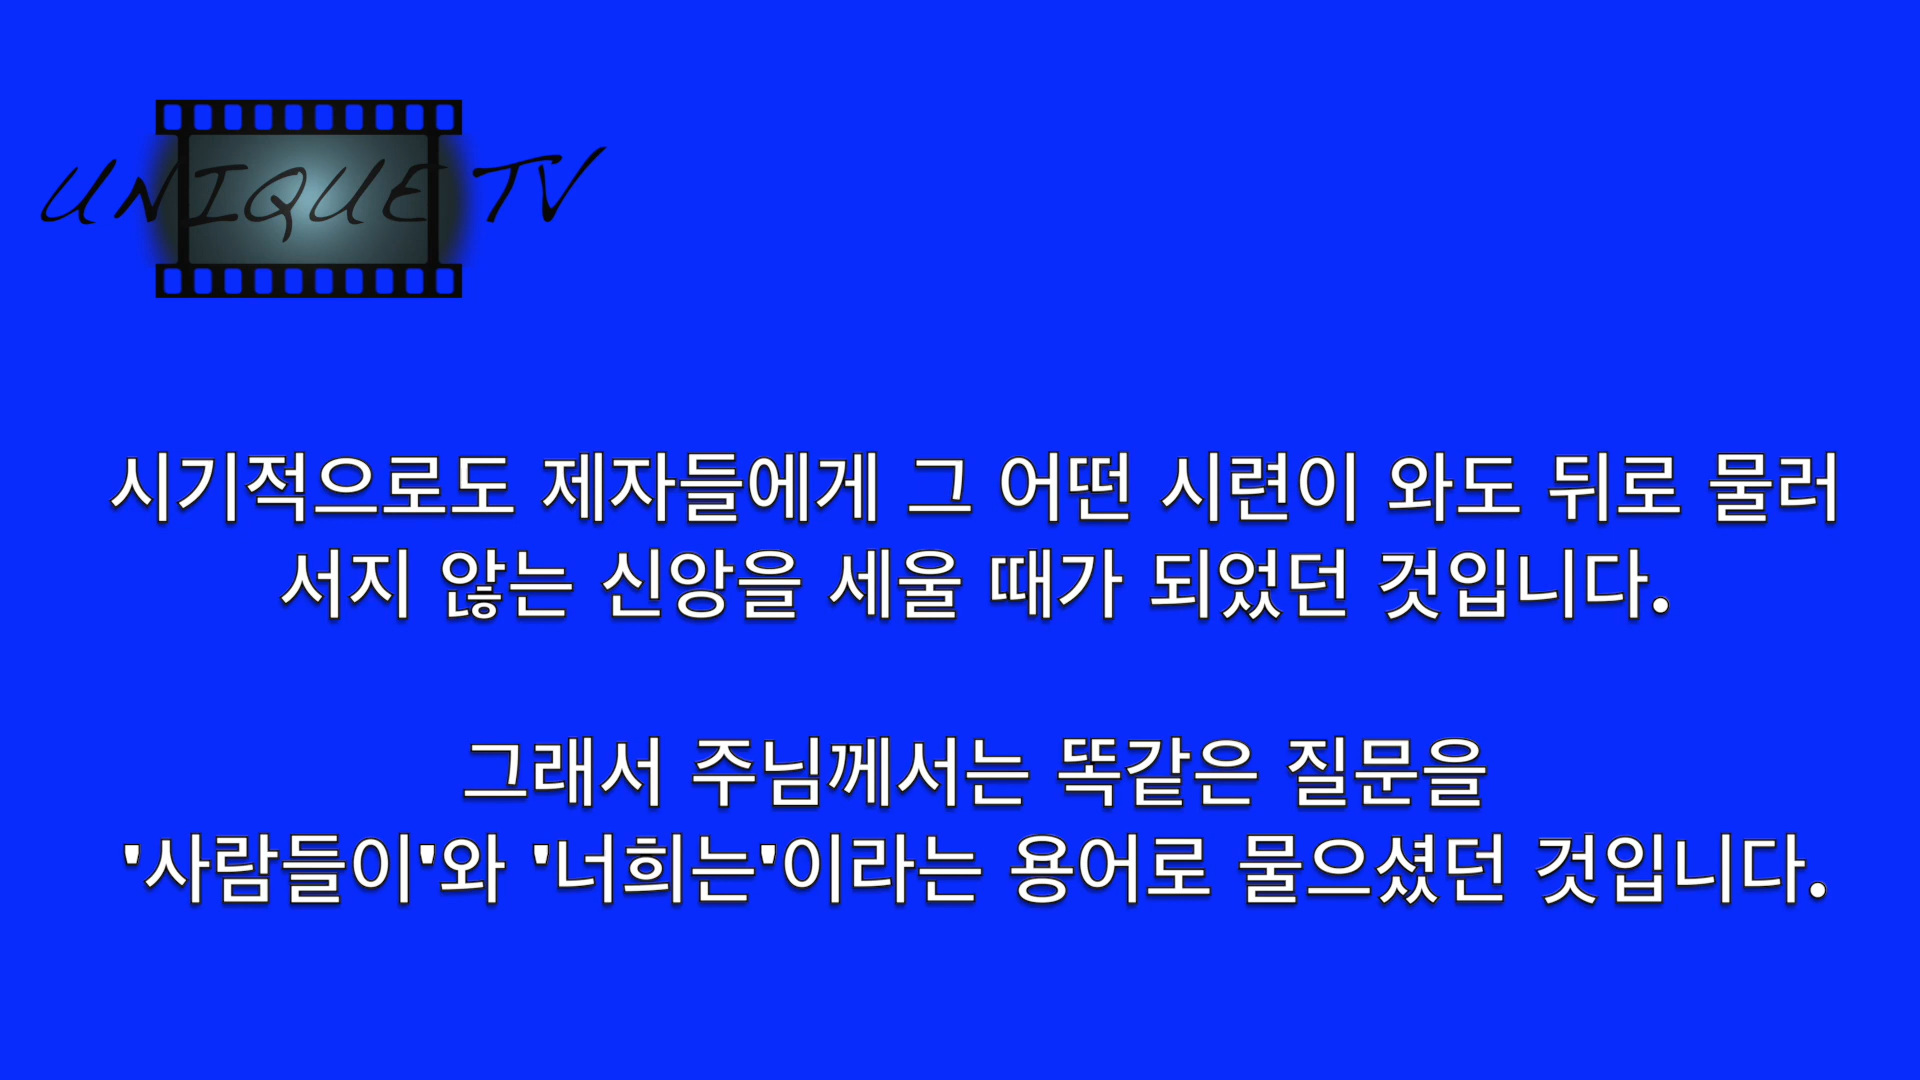 UNIQUE TV
시기적으로도 제자들에게 그 어떤 시련이 와도 뒤로 물러
서지 않는 신앙을 세울 때가 되었던 것입니다.
그래서 주님께서는 똑같은 질문을
'사람들이'와 '너희는'이라는 용어로 물으셨던 것입니다.